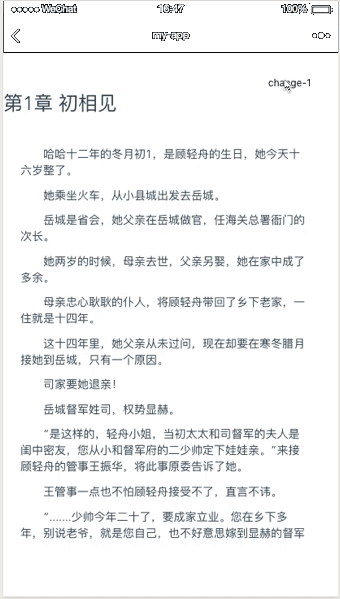 WeChat 16:47 100%
my-app
change-1
第1章 初相见
哈哈十二年的冬月初1，是顾轻舟的生日，她今天十
六岁整了。
她乘坐火车，从小县城出发去岳城。
岳城是省会，她父亲在岳城做官，任海关总署衙门的
次长。
她两岁的时候，母亲去世，父亲另娶，她在家中成了
多余。
母亲忠心耿耿的仆人，将顾轻舟带回了乡下老家，一
住就是十四年。
这十四年里，她父亲从未过问，现在却要在寒冬腊月
接她到岳城，只有一个原因。
司家要她退亲！
岳城督军姓司，权势显赫。
“是这样的，轻舟小姐，当初太太和司督军的夫人是
闺中密友，您从小和督军府的二少帅定下娃娃亲。”来接
顾轻舟的管事王振华，将此事原委告诉了她。
王管事一点也不怕顾轻舟接受不了，直言不讳。
“.......少帅今年二十了，要成家立业。您在乡下多
年，别说老爷，就是您自己，也不好意思嫁到显赫的督军